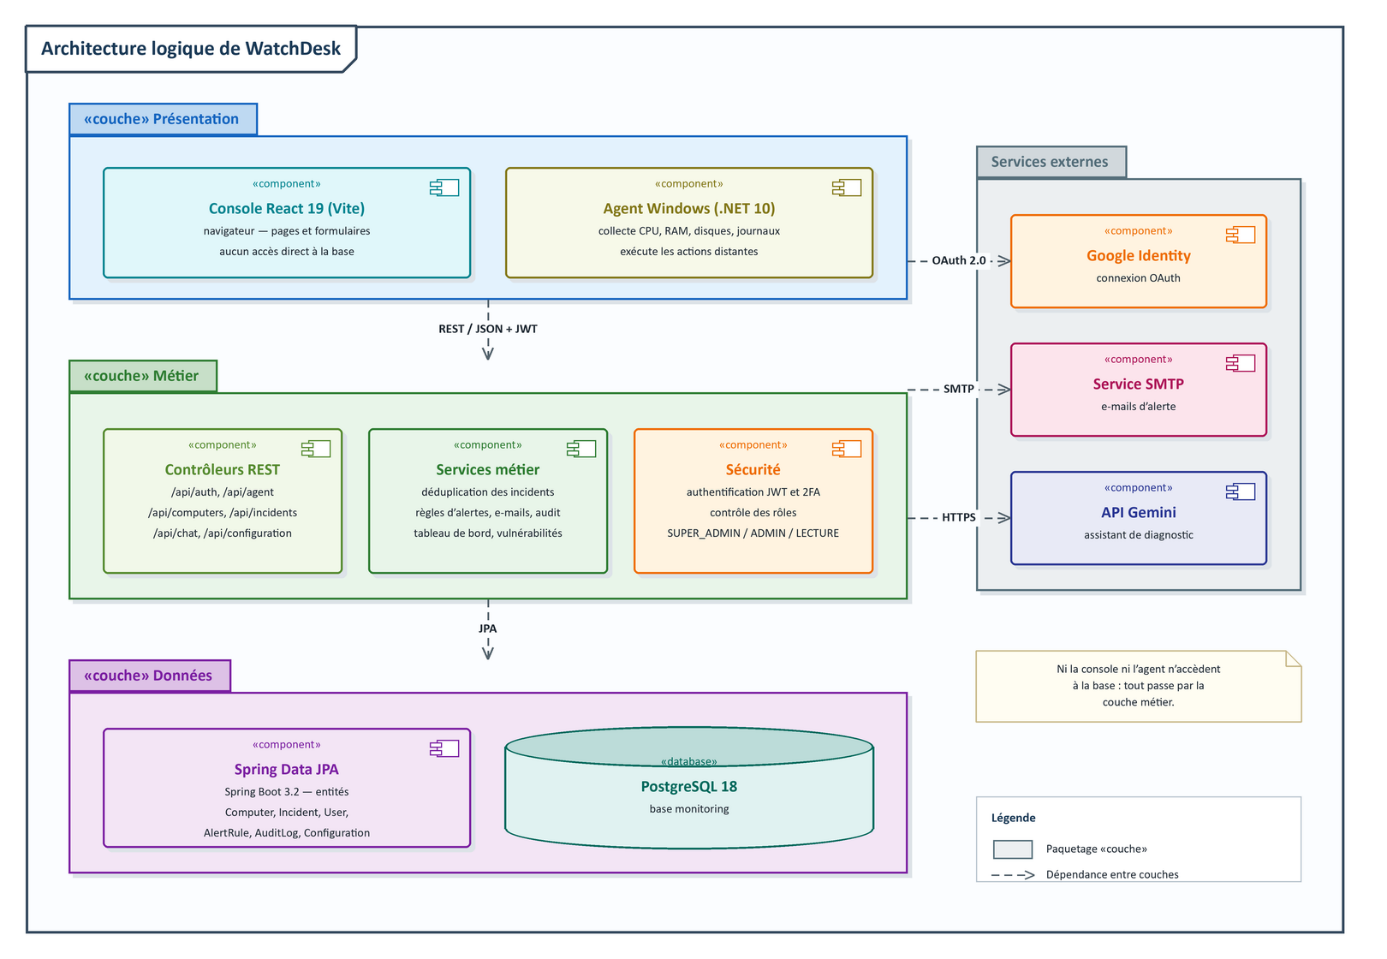 Architecture logique de WatchDesk
«couche» Présentation
«component»
Console React 19 (Vite)
navigateur — pages et formulaires
aucun accès direct à la base
«component»
Agent Windows (.NET 10)
collecte CPU, RAM, disques, journaux
exécute les actions distantes
REST / JSON + JWT
«couche» Métier
«component»
Contrôleurs REST
/api/auth, /api/agent
/api/computers, /api/incidents
/api/chat, /api/configuration
«component»
Services métier
déduplication des incidents
règles d’alertes, e-mails, audit
tableau de bord, vulnérabilités
«component»
Sécurité
authentification JWT et 2FA
contrôle des rôles
SUPER_ADMIN / ADMIN / LECTURE
JPA
«couche» Données
«component»
Spring Data JPA
Spring Boot 3.2 — entités
Computer, Incident, User,
AlertRule, AuditLog, Configuration
«database»
PostgreSQL 18
base monitoring
OAuth 2.0
SMTP
HTTPS
Services externes
«component»
Google Identity
connexion OAuth
«component»
Service SMTP
e-mails d’alerte
«component»
API Gemini
assistant de diagnostic
Ni la console ni l’agent n’accèdent
à la base : tout passe par la
couche métier.
Légende
Paquetage «couche»
Dépendance entre couches